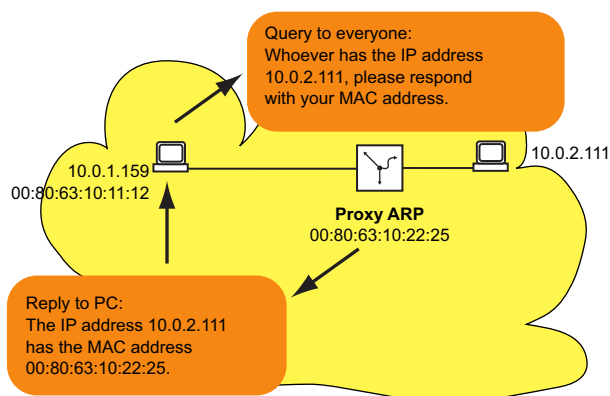 Query to everyone:
Whoever has the IP address
10.0.2.111, please respond
with your MAC address.
10.0.2.111
10.0.1.159
00:80:63:10:11:12
Proxy ARP
00:80:63:10:22:25
Reply to PC:
The IP address 10.0.2.111
has the MAC address
00:80:63:10:22:25.